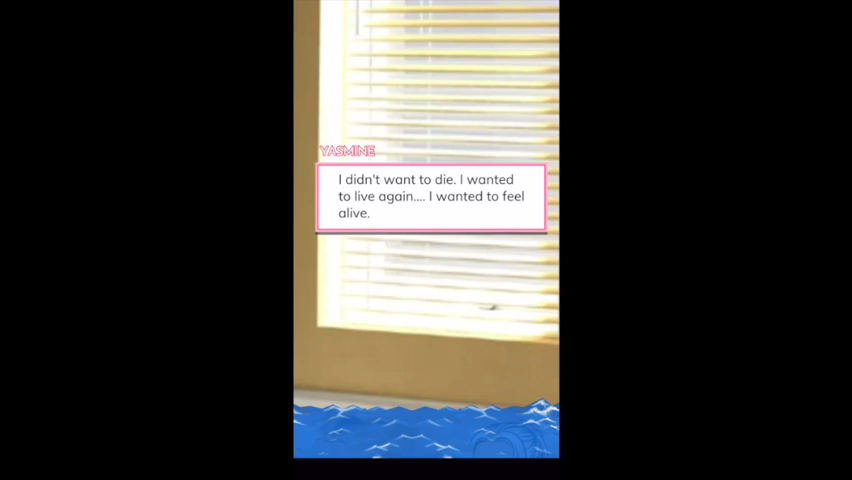 YASMINE
I didn't want to die. I wanted
to live again.... I wanted to feel
alive.